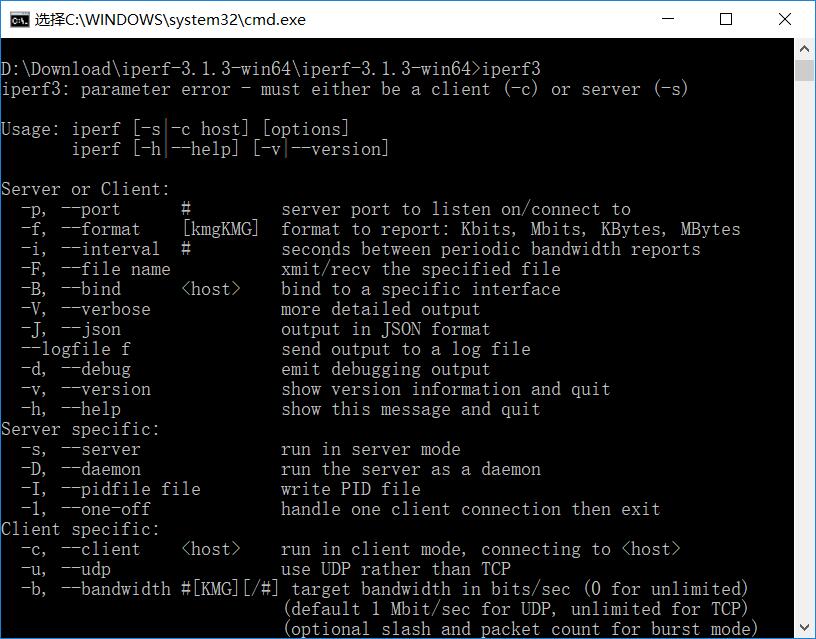 选择C:\WINDOWS\system32\cmd.exe
D:\Download\iperf-3.1.3-win64\iperf-3.1.3-win64>iperf3
iperf3: parameter error - must either be a client (-c) or server (-s)
Usage: iperf [-s|-c host] [options]
       iperf [-h|--help] [-v|--version]
Server or Client:
  -p, --port      #         server port to listen on/connect to
  -f, --format    [kmgKMG]  format to report: Kbits, Mbits, KBytes, MBytes
  -i, --interval  #         seconds between periodic bandwidth reports
  -F, --file name           xmit/recv the specified file
  -B, --bind      <host>    bind to a specific interface
  -V, --verbose             more detailed output
  -J, --json                output in JSON format
  --logfile f               send output to a log file
  -d, --debug               emit debugging output
  -v, --version             show version information and quit
  -h, --help                show this message and quit
Server specific:
  -s, --server              run in server mode
  -D, --daemon              run the server as a daemon
  -I, --pidfile file        write PID file
  -1, --one-off             handle one client connection then exit
Client specific:
  -c, --client    <host>    run in client mode, connecting to <host>
  -u, --udp                 use UDP rather than TCP
  -b, --bandwidth #[KMG][/#] target bandwidth in bits/sec (0 for unlimited)
                            (default 1 Mbit/sec for UDP, unlimited for TCP)
                            (optional slash and packet count for burst mode)